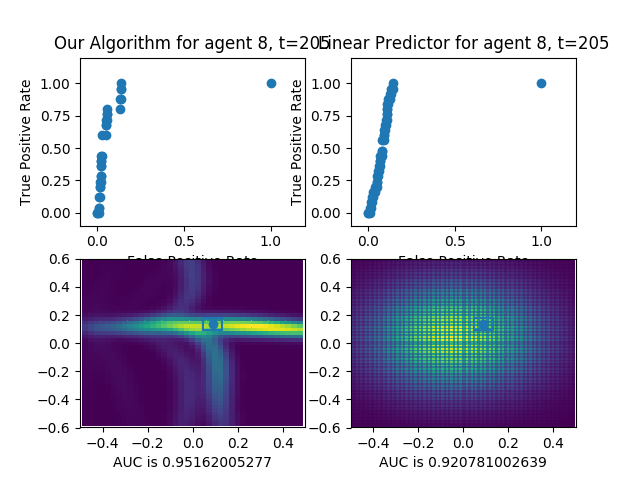 Our Algorithm for agent 8, t=205
Linear Predictor for agent 8, t=205
True Positive Rate
1.00
0.75
0.50
0.25
0.00
0.0 0.5 1.0
False Positive Rate
True Positive Rate
1.00
0.75
0.50
0.25
0.00
0.0 0.5 1.0
False Positive Rate
0.6
0.4
0.2
0.0
−0.2
−0.4
−0.6
−0.4 −0.2 0.0 0.2 0.4
AUC is 0.95162005277
0.6
0.4
0.2
0.0
−0.2
−0.4
−0.6
−0.4 −0.2 0.0 0.2 0.4
AUC is 0.920781002639